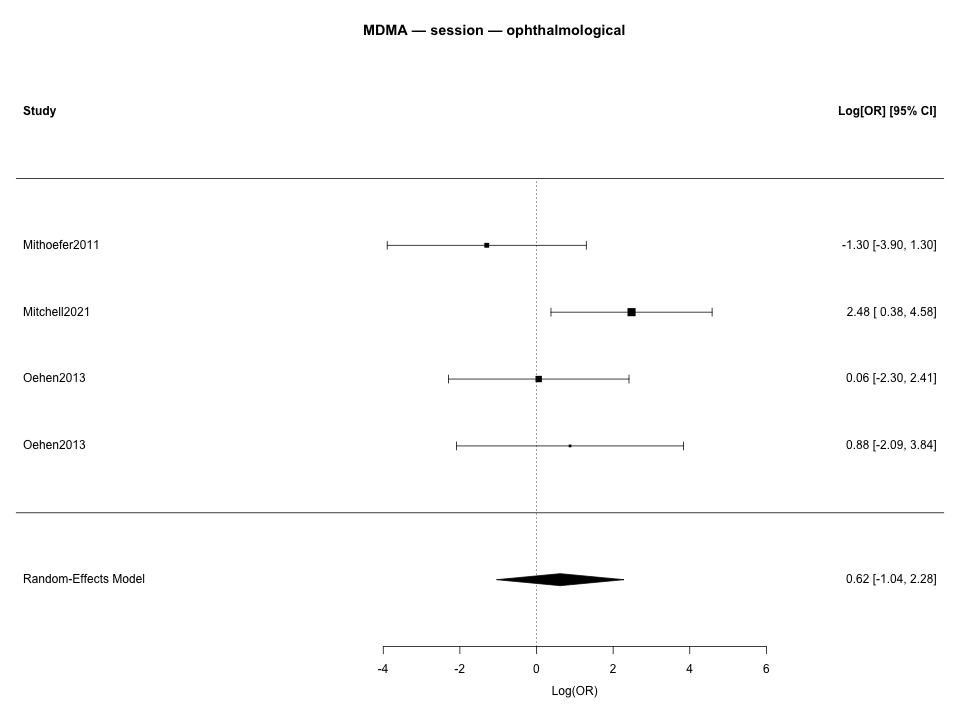 MDMA — session — ophthalmological
Study Log[OR] [95% CI]
Mithoefer2011 -1.30 [-3.90, 1.30]
Mitchell2021 2.48 [ 0.38, 4.58]
Oehen2013 0.06 [-2.30, 2.41]
Oehen2013 0.88 [-2.09, 3.84]
Random-Effects Model 0.62 [-1.04, 2.28]
-4 -2 0 2 4 6
Log(OR)